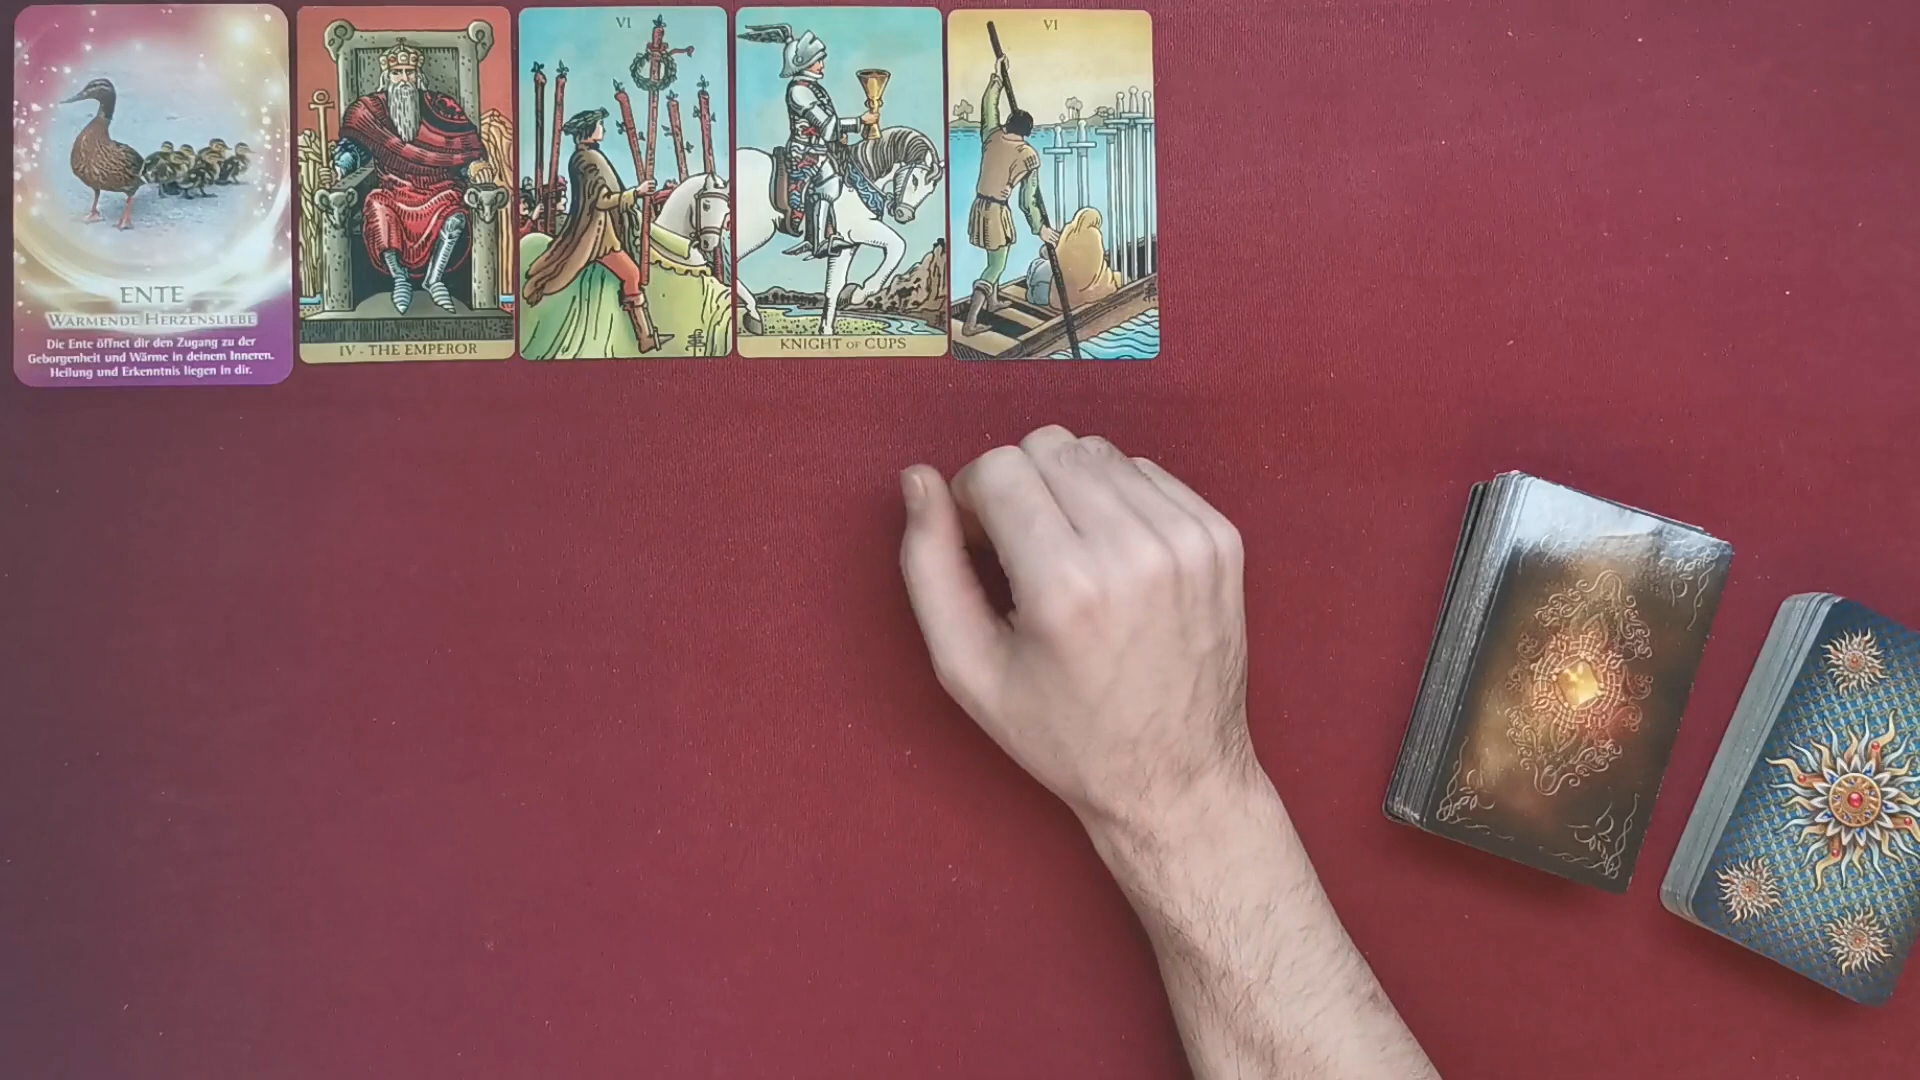 ENTE
WÄRMENDE HERZENSLIEBE
Die Ente öffnet dir den Zugang zu der
Geborgenheit und Wärme in deinem Inneren.
Heilung und Erkenntnis liegen in dir.
IV - THE EMPEROR
VI
KNIGHT OF CUPS
VI